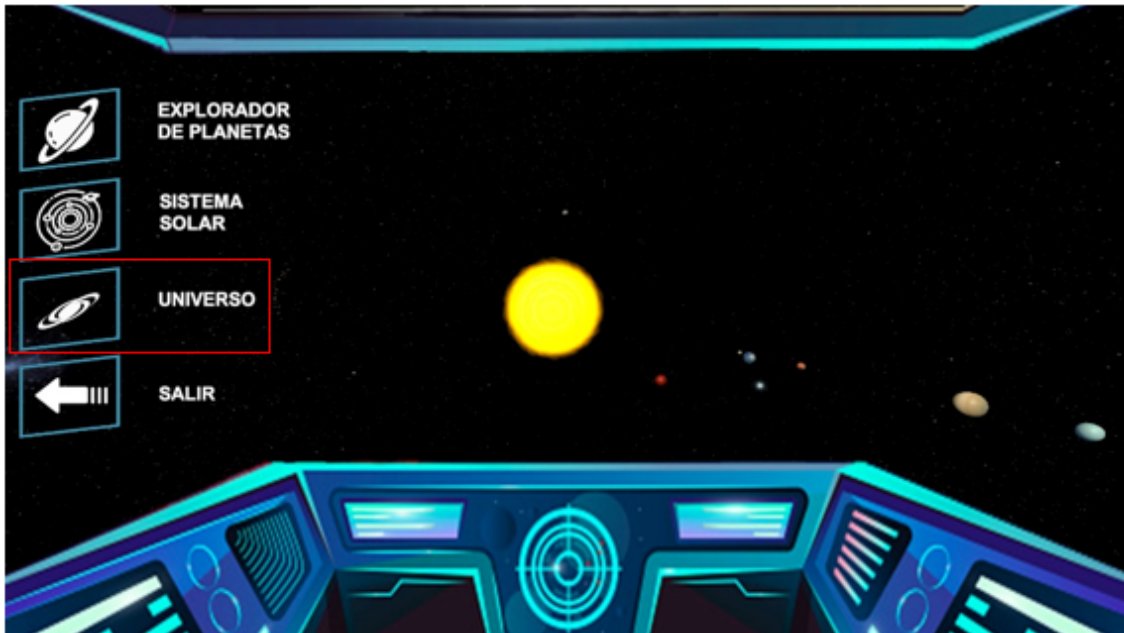 EXPLORADOR
DE PLANETAS
SISTEMA
SOLAR
UNIVERSO
SALIR